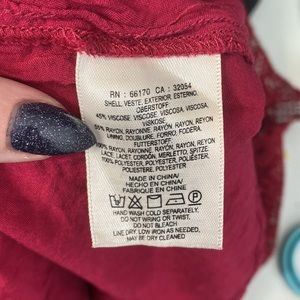 RN : 66170 CA : 32054
SHELL, VESTE, EXTERIOR, ESTERNO,
OBERSTOFF.
45% VISCOSE, VISCOSA, VISCOSA,
VISKOSE.
55% RAYON, RAYONNE, RAYON, RAYON.
LINING, DOUBLURE, FORRO, FODERA,
FUTTERSTOFF.
RAYON, RAYONNE, RAYON, RAYON.
LACE, LACET, CORDÓN, MERLETTO, SPITZE.
100% POLYESTER, POLYESTER, POLIÉSTER,
POLIESTERE, POLYESTER
MADE IN CHINA/
HECHO EN CHINA/
FABRIQUÉ EN CHINE
HAND WASH COLD SEPARATELY.
DO NOT WRING OR TWIST.
DO NOT BLEACH
LINE DRY. LOW IRON AS NEEDED,
MAY BE DRY CLEANED